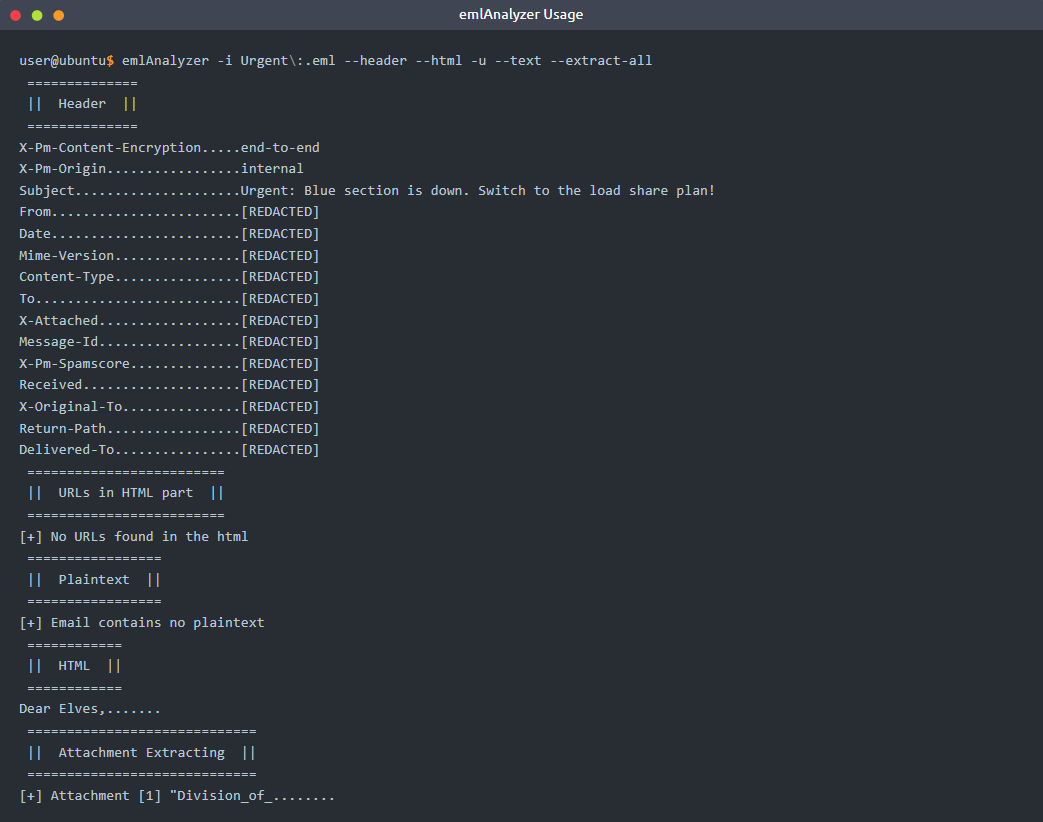 emlAnalyzer Usage
user@ubuntu$ emlAnalyzer -i Urgent\:.eml --header --html -u --text --extract-all
==============
||  Header  ||
==============
X-Pm-Content-Encryption.....end-to-end
X-Pm-Origin.................internal
Subject.....................Urgent: Blue section is down. Switch to the load share plan!
From........................[REDACTED]
Date........................[REDACTED]
Mime-Version................[REDACTED]
Content-Type................[REDACTED]
To..........................[REDACTED]
X-Attached..................[REDACTED]
Message-Id..................[REDACTED]
X-Pm-Spamscore..............[REDACTED]
Received....................[REDACTED]
X-Original-To...............[REDACTED]
Return-Path.................[REDACTED]
Delivered-To................[REDACTED]
=========================
||  URLs in HTML part  ||
=========================
[+] No URLs found in the html
=================
||  Plaintext  ||
=================
[+] Email contains no plaintext
============
||  HTML  ||
============
Dear Elves,.......
=============================
||  Attachment Extracting  ||
=============================
[+] Attachment [1] "Division_of_........